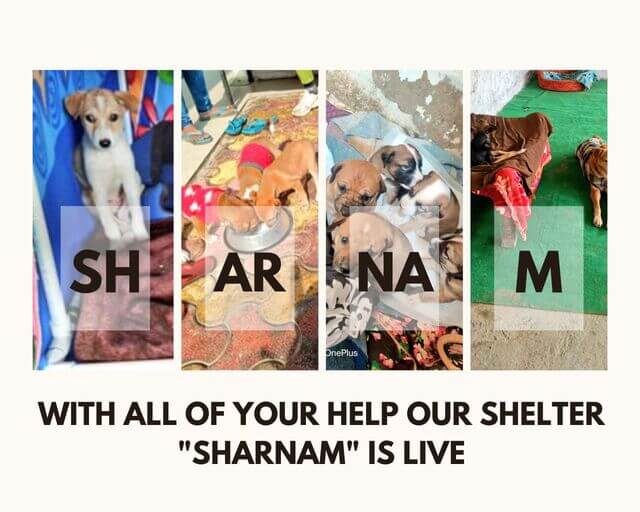 SH AR NA M
OnePlus
WITH ALL OF YOUR HELP OUR SHELTER
"SHARNAM" IS LIVE